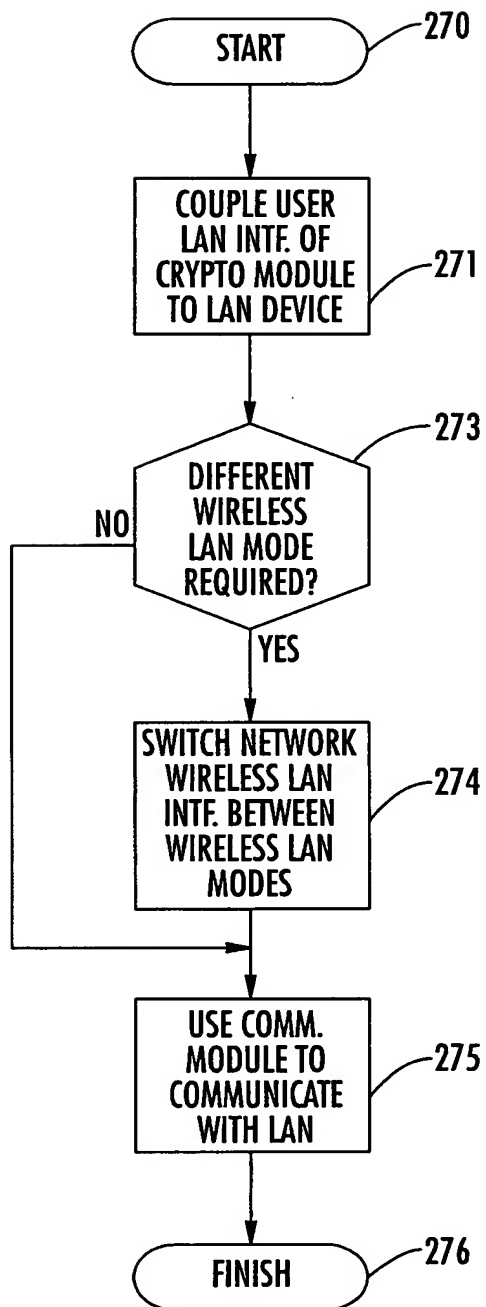 START
270
COUPLE USER
LAN INTF. OF
CRYPTO MODULE
TO LAN DEVICE
271
273
DIFFERENT
WIRELESS
LAN MODE
REQUIRED?
NO
YES
SWITCH NETWORK
WIRELESS LAN
INTF. BETWEEN
WIRELESS LAN
MODES
274
USE COMM.
MODULE TO
COMMUNICATE
WITH LAN
275
FINISH
276